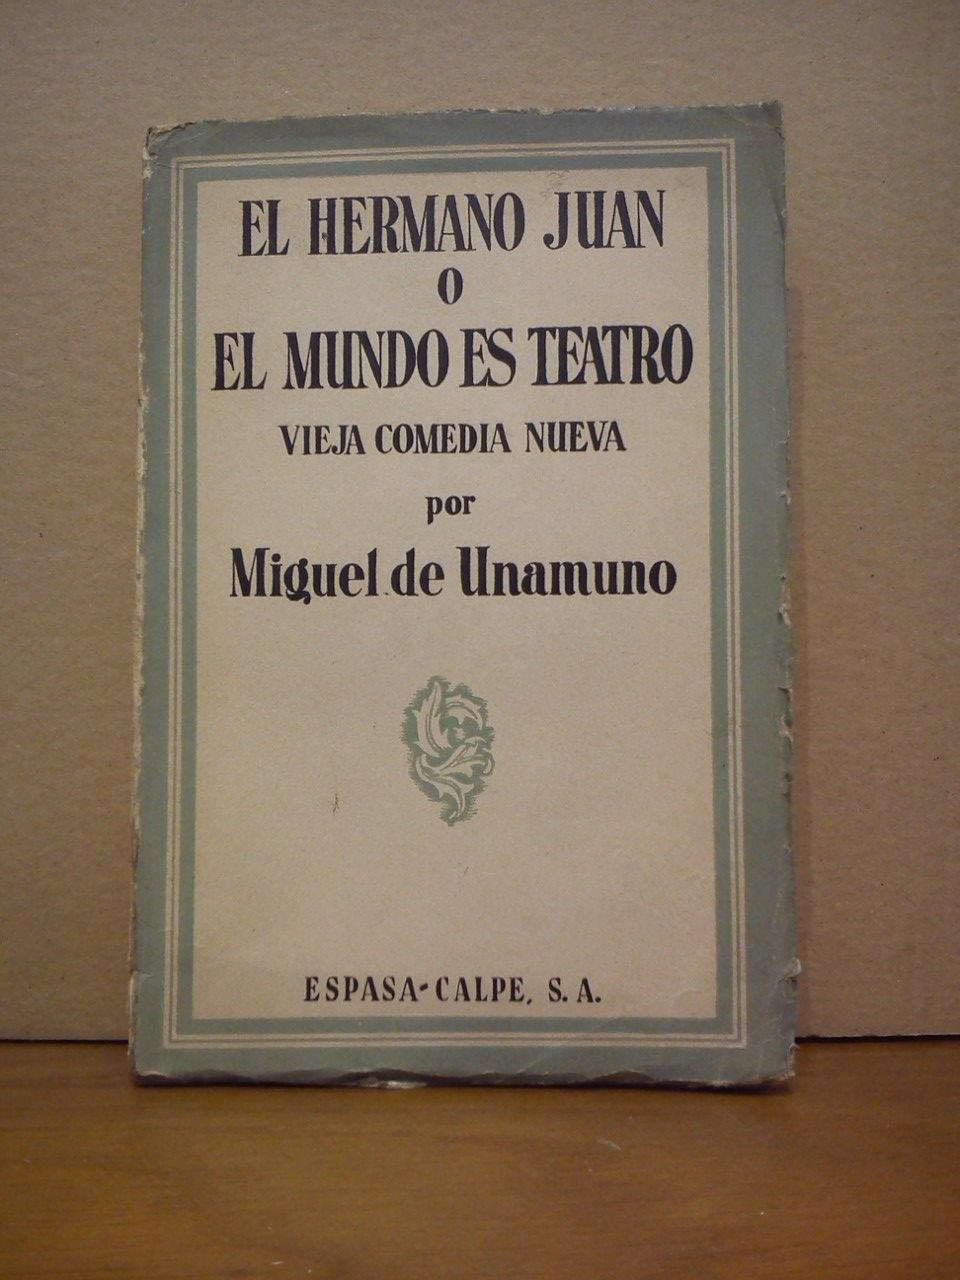 EL HERMANO JUAN
O
EL MUNDO ES TEATRO
VIEJA COMEDIA NUEVA
por
Miguel de Unamuno
ESPASA-CALPE, S. A.